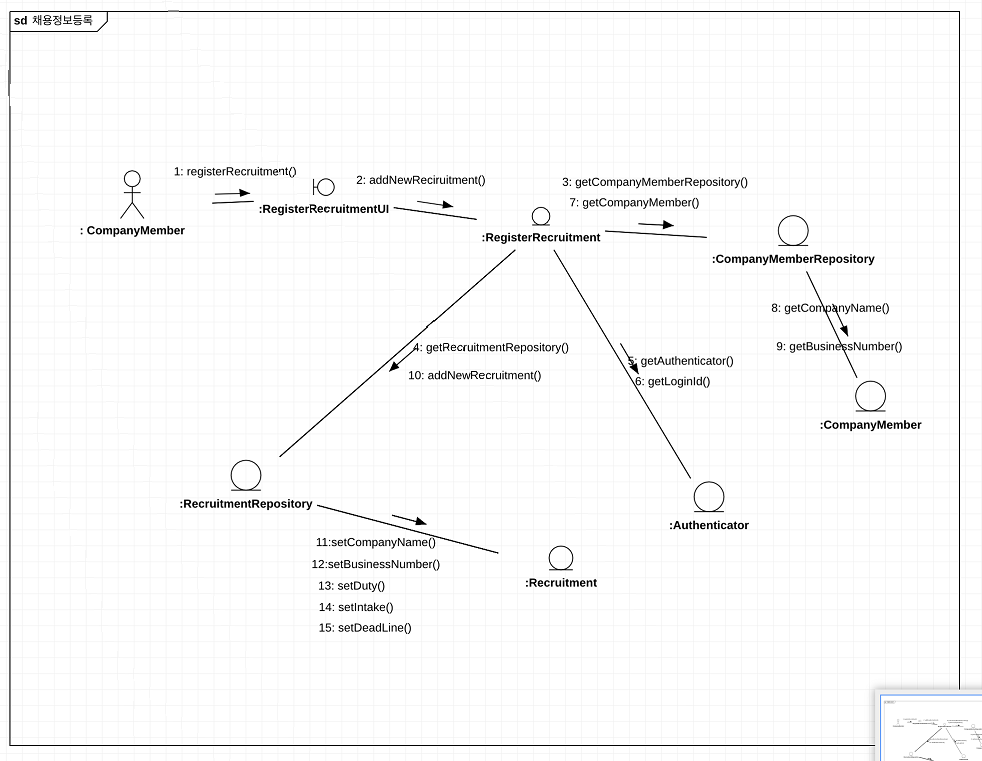 sd 채용정보등록
1: registerRecruitment()
2: addNewReciruitment()
3: getCompanyMemberRepository()
7: getCompanyMember()
:RegisterRecruitmentUI
: CompanyMember
:RegisterRecruitment
:CompanyMemberRepository
8: getCompanyName()
9: getBusinessNumber()
4: getRecruitmentRepository()
10: addNewRecruitment()
5: getAuthenticator()
6: getLoginId()
:CompanyMember
:RecruitmentRepository
:Authenticator
11:setCompanyName()
12:setBusinessNumber()
13: setDuty()
14: setIntake()
15: setDeadLine()
:Recruitment